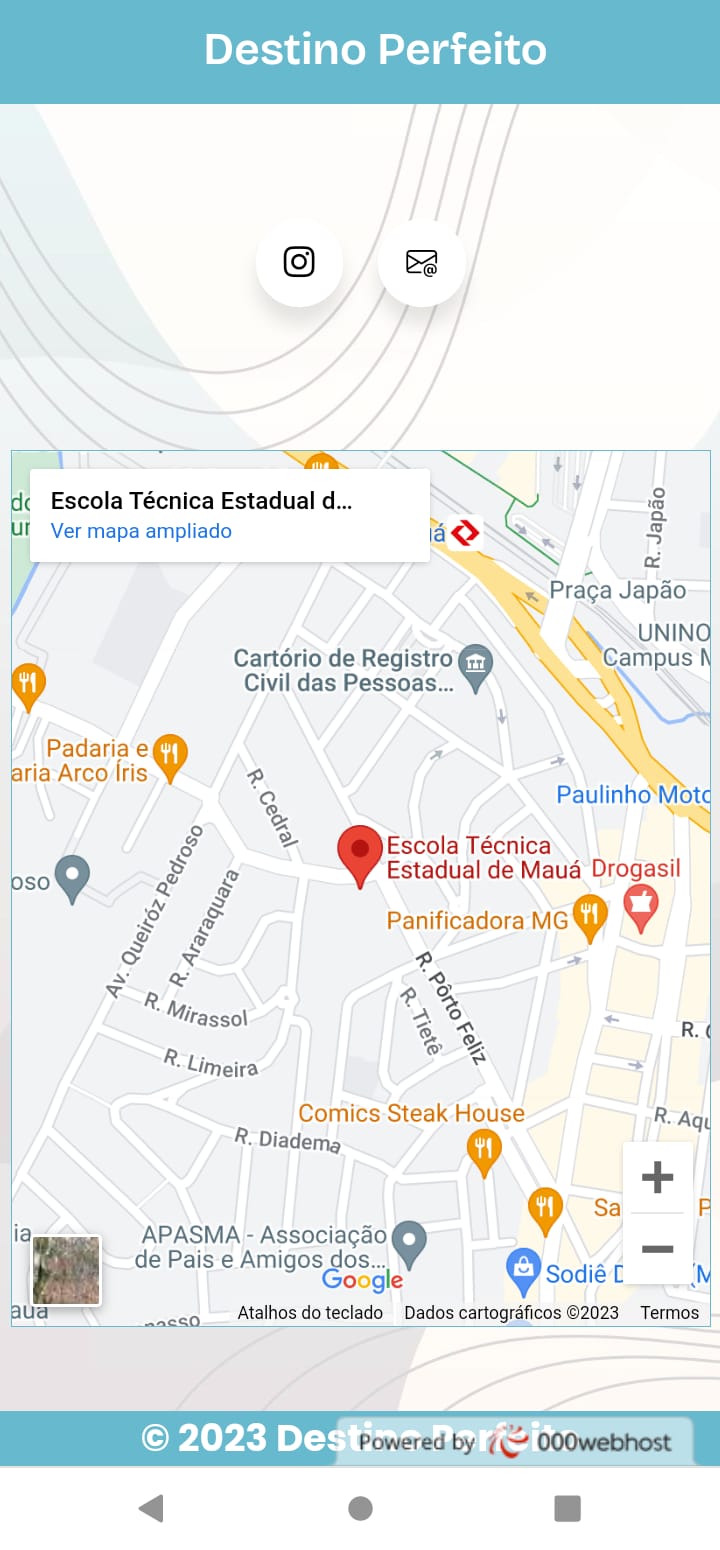 Destino Perfeito
Escola Técnica Estadual d...
Ver mapa ampliado
R. Japão
Praça Japão
Cartório de Registro
Civil das Pessoas...
UNINO
Campus M
Padaria e
aria Arco Íris
R. Cedral
Paulinho Moto
Escola Técnica
Estadual de Mauá
Drogasil
oso
Av. Queiróz Pedroso
R. Araraquara
Panificadora MG
R. Pôrto Feliz
R. Tietê
R. Mirassol
R. Limeira
Comics Steak House
R. Aqu
R. Diadema
Sa
P
APASMA - Associação
de Pais e Amigos dos...
Google
Sodiê D
(M
Atalhos do teclado
Dados cartográficos ©2023
Termos
© 2023 Destino Perfeito
Powered by 000webhost